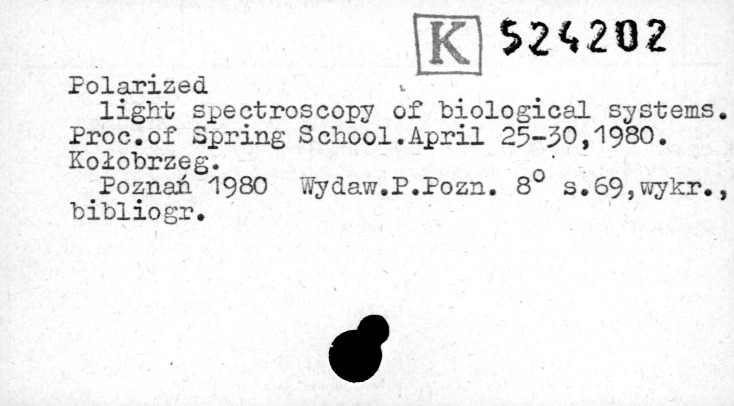 K 524202
Polarized
light spectroscopy of biological systems.
Proc.of Spring School.April 25-30,1980.
Kołobrzeg.
Poznań 1980 Wydaw.P.Pozn. 8° s.69,wykr.,
bibliogr.